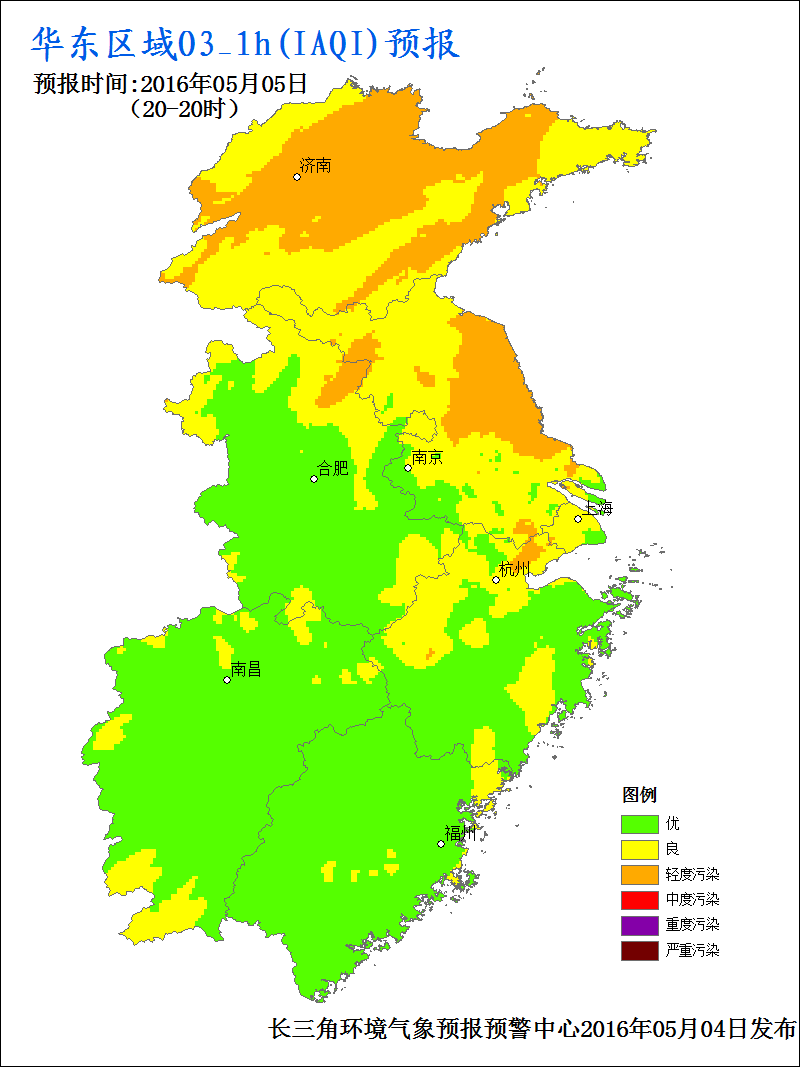 华东区域O3_1h(IAQI)预报
预报时间:2016年05月05日
(20-20时)
济南
合肥
南京
上海
杭州
南昌
福州
图例
优
良
轻度污染
中度污染
重度污染
严重污染
长三角环境气象预报预警中心2016年05月04日发布